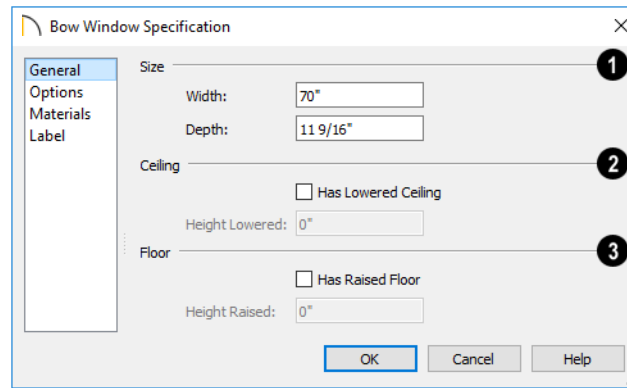 Bow Window Specification
General
Options
Materials
Label
Size
1
Width:
70"
Depth:
11 9/16"
Ceiling
2
Has Lowered Ceiling
Height Lowered:
0"
Floor
3
Has Raised Floor
Height Raised:
0"
OK
Cancel
Help